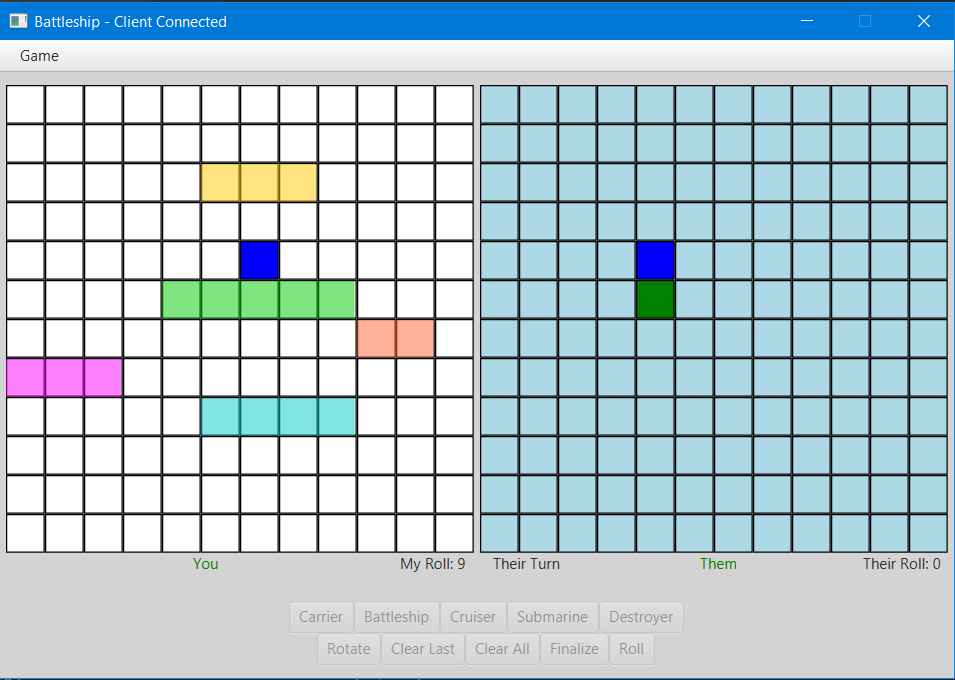 Battleship - Client Connected
Game
You My Roll: 9 Their Turn Them Their Roll: 0
Carrier Battleship Cruiser Submarine Destroyer
Rotate Clear Last Clear All Finalize Roll